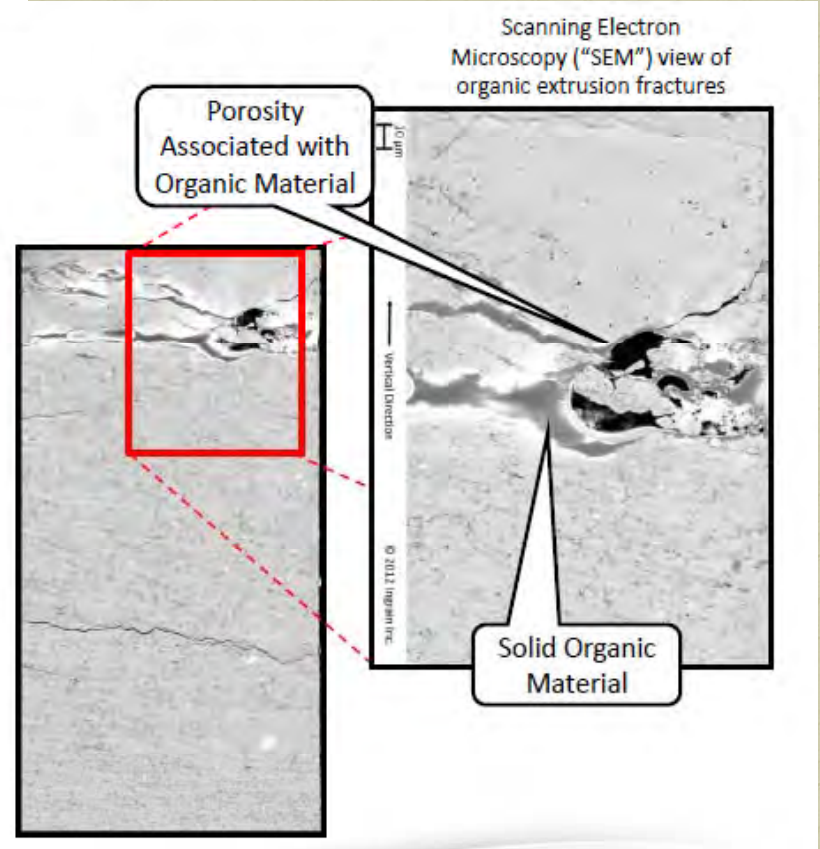 Scanning Electron
Microscopy (“SEM”) view of
organic extrusion fractures
Porosity
Associated with
Organic Material
10 μm
Vertical Direction
© 2012 Ingrain Inc.
Solid Organic
Material